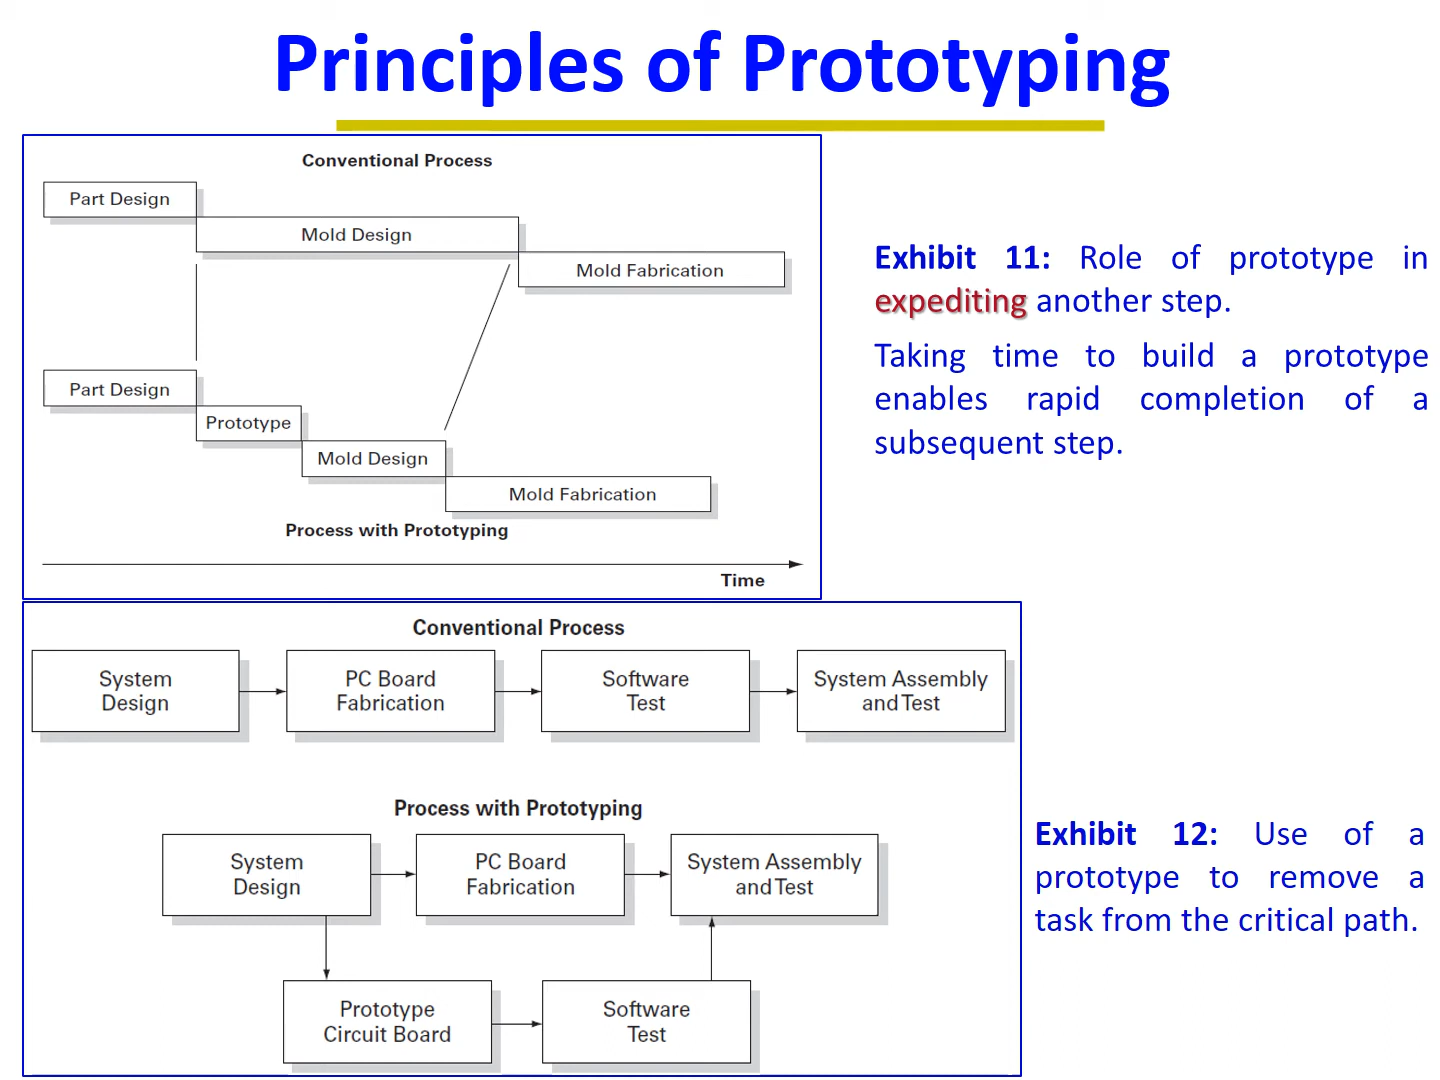 Principles of Prototyping
Conventional Process
Part Design
Mold Design
Mold Fabrication
Part Design
Prototype
Mold Design
Mold Fabrication
Process with Prototyping
Time
Exhibit 11: Role of prototype in
expediting another step.
Taking time to build a prototype
enables rapid completion of a
subsequent step.
Conventional Process
System
Design
PC Board
Fabrication
Software
Test
System Assembly
and Test
Process with Prototyping
System
Design
PC Board
Fabrication
System Assembly
and Test
Prototype
Circuit Board
Software
Test
Exhibit 12: Use of a
prototype to remove a
task from the critical path.